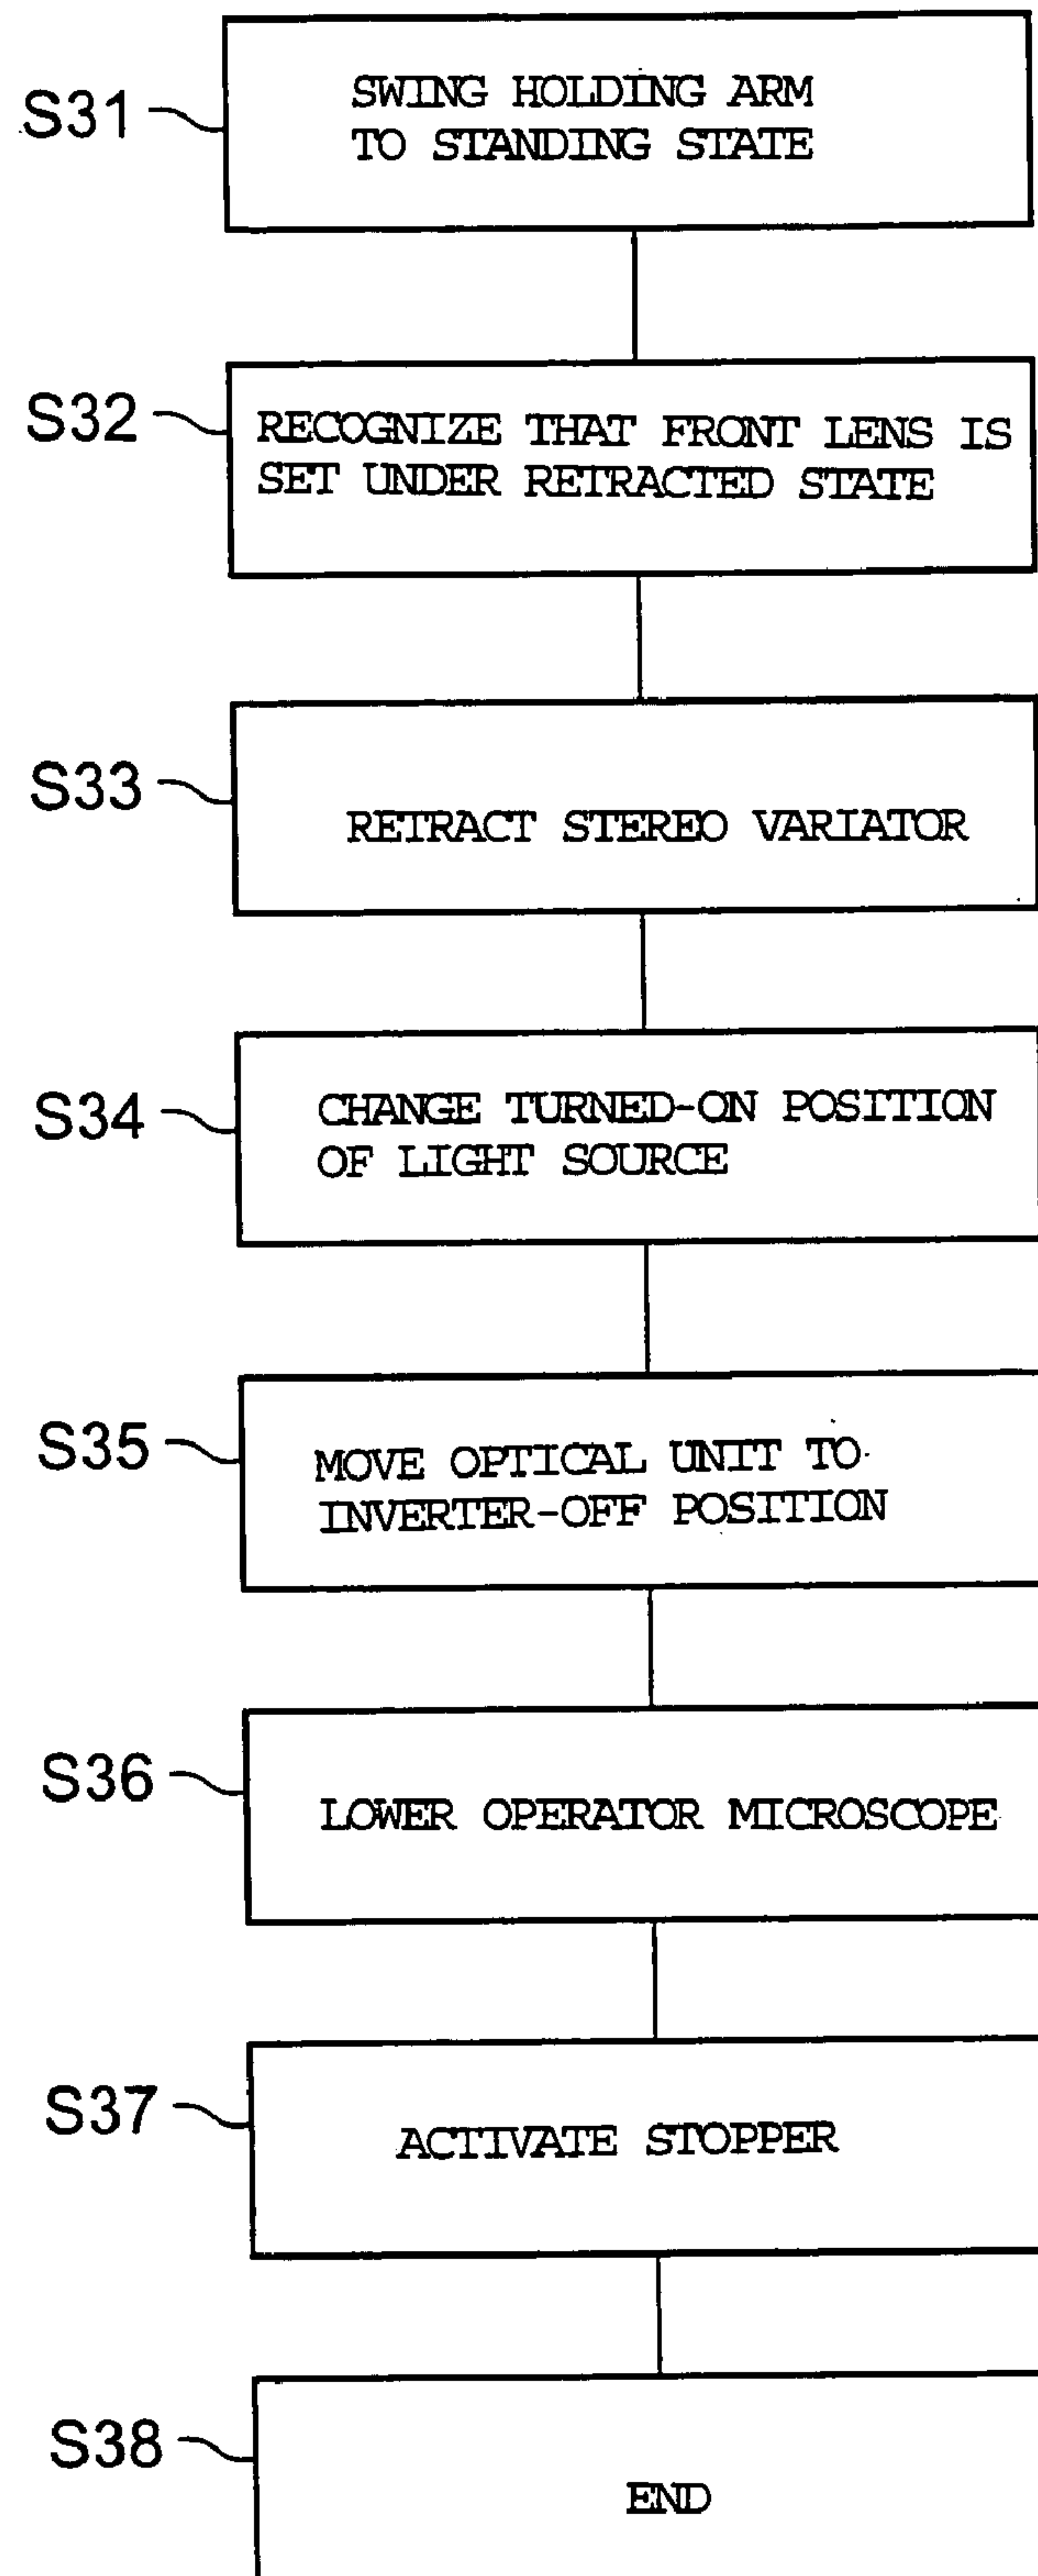 S31
SWING HOLDING ARM
TO STANDING STATE
S32
RECOGNIZE THAT FRONT LENS IS
SET UNDER RETRACTED STATE
S33
RETRACT STEREO VARIATOR
S34
CHANGE TURNED-ON POSITION
OF LIGHT SOURCE
S35
MOVE OPTICAL UNIT TO
INVERTER-OFF POSITION
S36
LOWER OPERATOR MICROSCOPE
S37
ACTIVATE STOPPER
S38
END